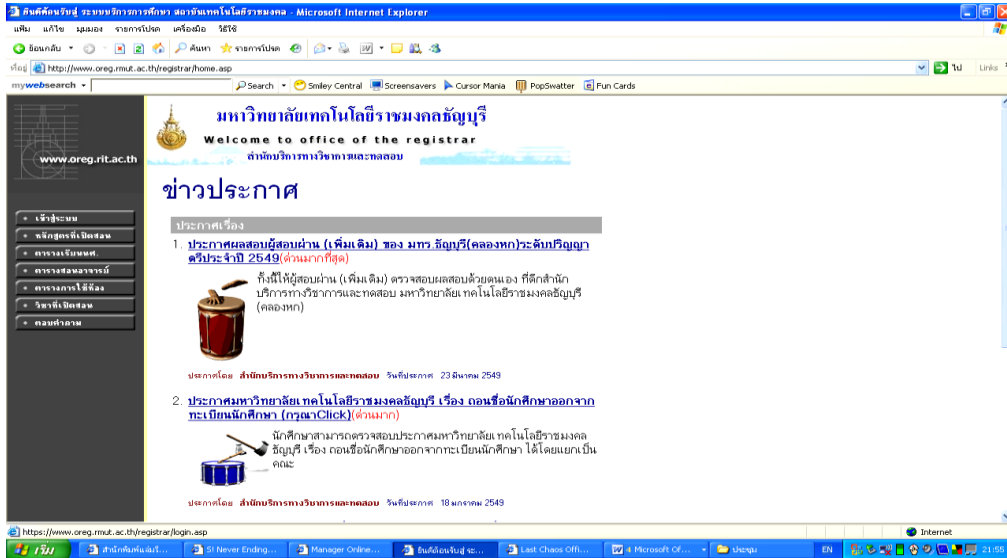 ยินดีต้อนรับสู่ ระบบบริการการศึกษา สถาบันเทคโนโลยีราชมงคล - Microsoft Internet Explorer
แฟ้ม แก้ไข มุมมอง รายการโปรด เครื่องมือ วิธีใช้
ย้อนกลับ ค้นหา รายการโปรด
ที่อยู่ http://www.oreg.rmut.ac.th/registrar/home.asp ไป Links
mywebsearch Search Smiley Central Screensavers Cursor Mania PopSwatter Fun Cards
www.oreg.rit.ac.th
มหาวิทยาลัยเทคโนโลยีราชมงคลธัญบุรี
Welcome to office of the registrar
สำนักบริการทางวิชาการและทดสอบ
ข่าวประกาศ
เข้าสู่ระบบ
หลักสูตรที่เปิดสอน
ตารางเรียนนศ.
ตารางสอนอาจารย์
ตารางการใช้ห้อง
วิชาที่เปิดสอน
ตอบคำถาม
ประกาศเรื่อง
1. ประกาศผลสอบผู้สอบผ่าน (เพิ่มเติม) ของ มทร.ธัญบุรี(คลองหก)ระดับปริญญา
ตรีประจำปี 2549(ด่วนมากที่สุด)
ทั้งนี้ให้ผู้สอบผ่าน (เพิ่มเติม) ตรวจสอบผลสอบด้วยตนเอง ที่ตึกสำนัก
บริการทางวิชาการและทดสอบ มหาวิทยาลัยเทคโนโลยีราชมงคลธัญบุรี
(คลองหก)
ประกาศโดย สำนักบริการทางวิชาการและทดสอบ วันที่ประกาศ 23 มีนาคม 2549
2. ประกาศมหาวิทยาลัยเทคโนโลยีราชมงคลธัญบุรี เรื่อง ถอนชื่อนักศึกษาออกจาก
ทะเบียนนักศึกษา (กรุณาClick)(ด่วนมาก)
นักศึกษาสามารถตรวจสอบประกาศมหาวิทยาลัยเทคโนโลยีราชมงคล
ธัญบุรี เรื่อง ถอนชื่อนักศึกษาออกจากทะเบียนนักศึกษา ได้โดยแยกเป็น
คณะ
ประกาศโดย สำนักบริการทางวิชาการและทดสอบ วันที่ประกาศ 18 มกราคม 2549
https://www.oreg.rmut.ac.th/registrar/login.asp Internet
เริ่ม สำนักพิมพ์แจ่มใ... S! Never Ending... Manager Online... ยินดีต้อนรับสู่ ระ... Last Chaos Offi... 4 Microsoft Of... EN 21:55